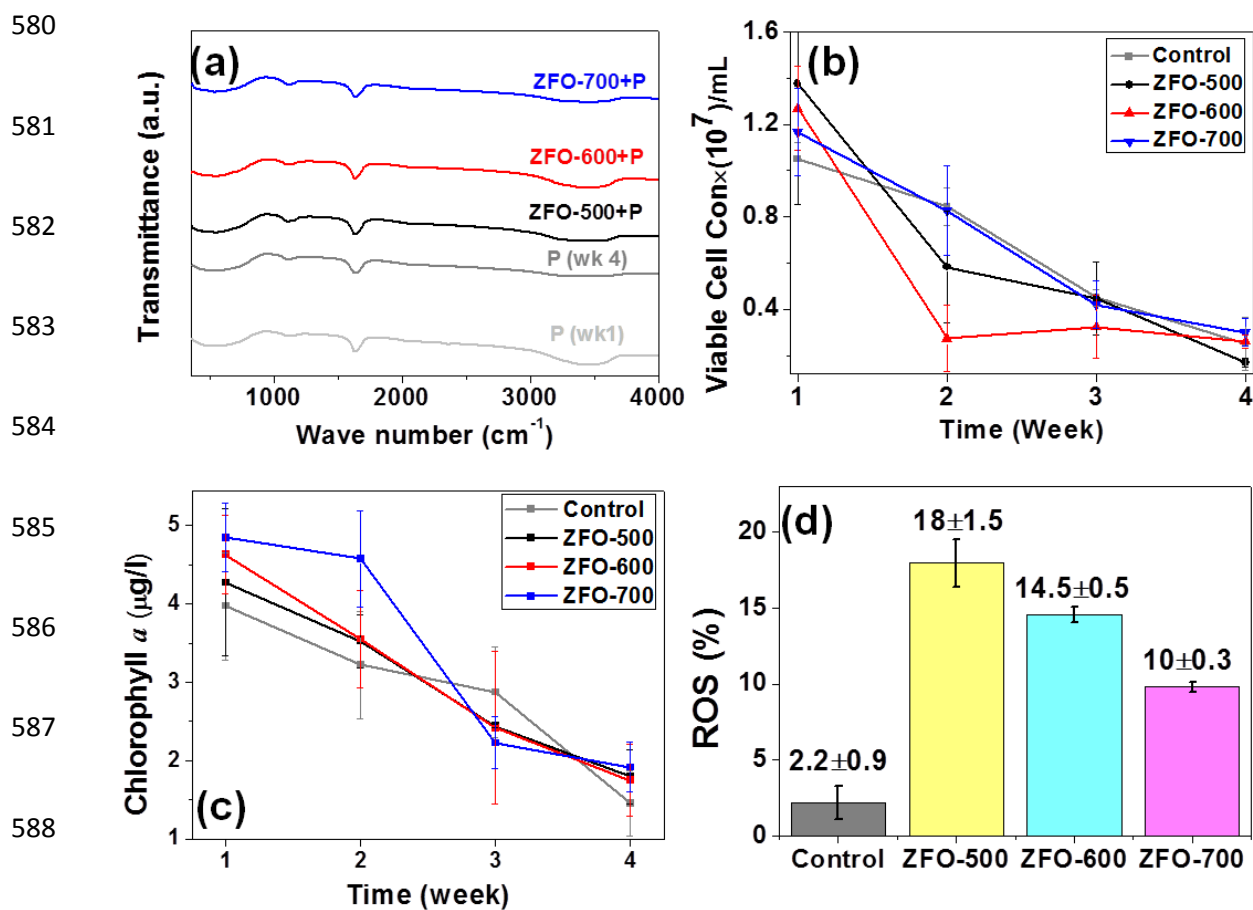 580
581
582
583
584
585
586
587
588
(a)
Transmittance (a.u.)
ZFO-700+P
ZFO-600+P
ZFO-500+P
P (wk 4)
P (wk1)
1000 2000 3000 4000
Wave number (cm⁻¹)
(b)
Viable Cell Con×(10⁷)/mL
1.6
1.2
0.8
0.4
Control
ZFO-500
ZFO-600
ZFO-700
1 2 3 4
Time (Week)
(c)
Chlorophyll a (μg/l)
5
4
3
2
1
Control
ZFO-500
ZFO-600
ZFO-700
1 2 3 4
Time (week)
(d)
ROS (%)
20
15
10
5
0
2.2±0.9
18±1.5
14.5±0.5
10±0.3
Control ZFO-500 ZFO-600 ZFO-700